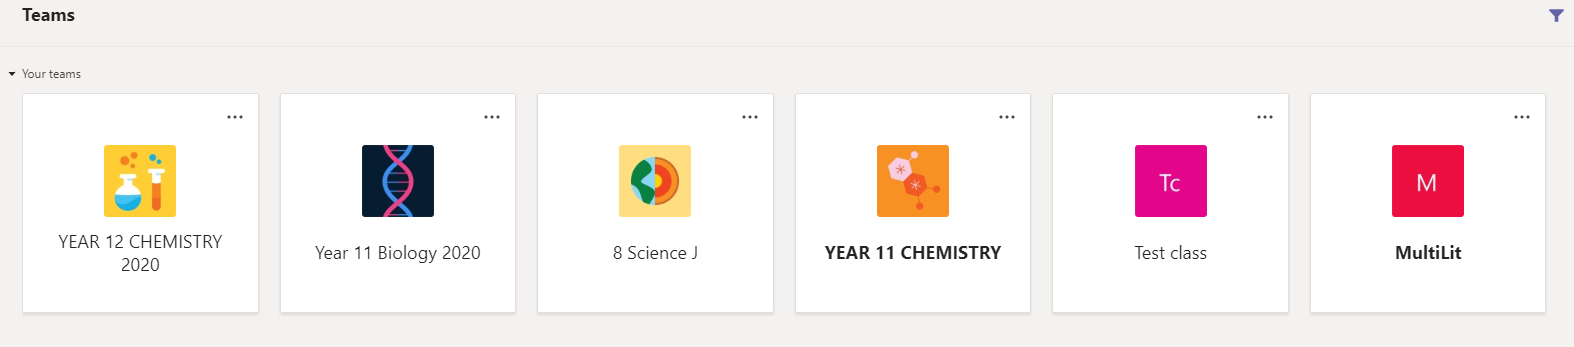 Teams
Your teams
YEAR 12 CHEMISTRY
2020
Year 11 Biology 2020
8 Science J
YEAR 11 CHEMISTRY
Tc
Test class
M
MultiLit